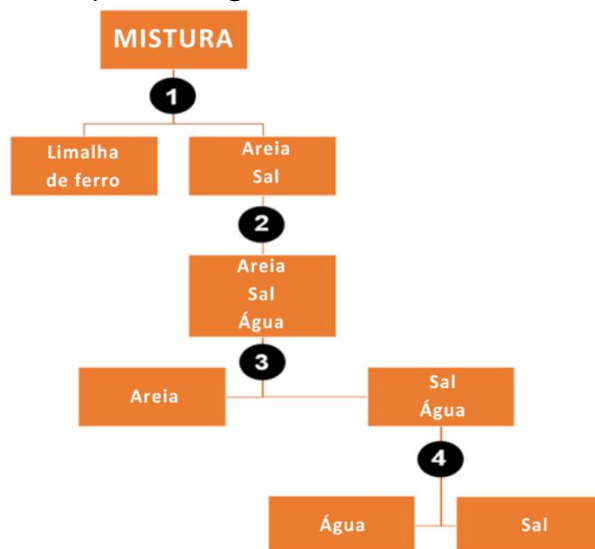 MISTURA
1
Limalha
de ferro
Areia
Sal
2
Areia
Sal
Água
3
Areia
Sal
Água
4
Água
Sal